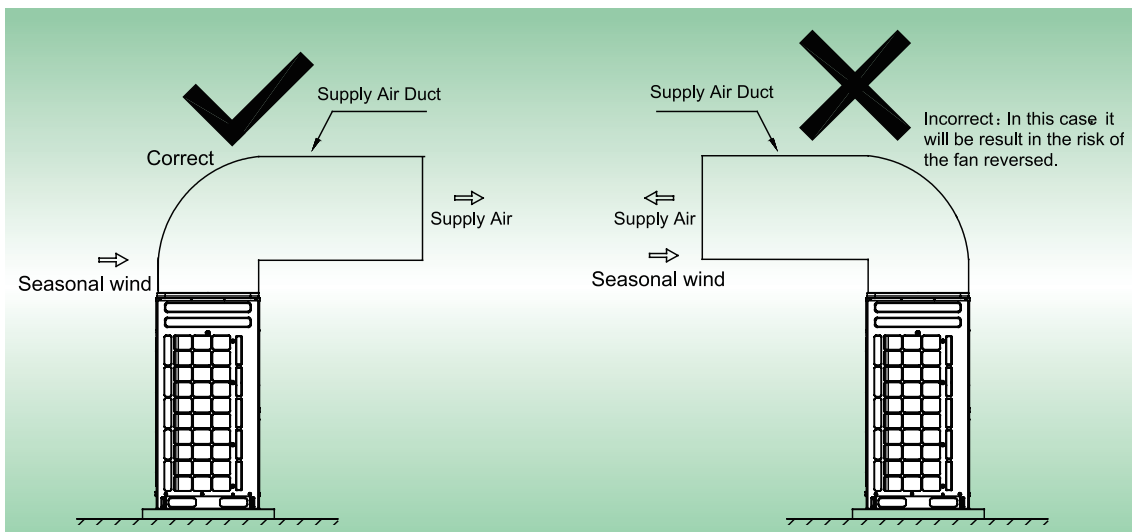 Supply Air Duct
Correct
Supply Air
Seasonal wind
Supply Air Duct
Incorrect: In this case it
will be result in the risk of
the fan reversed.
Supply Air
Seasonal wind